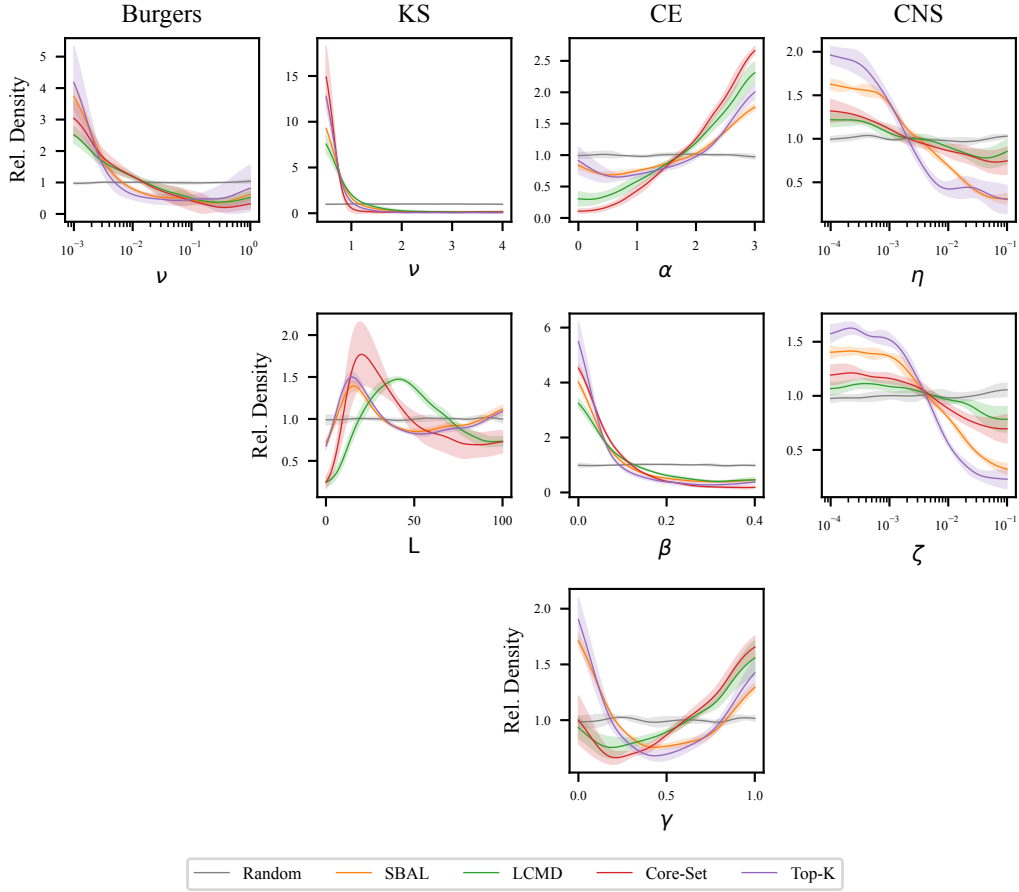 Burgers KS CE CNS
Rel. Density
5
4
3
2
1
0
10⁻³ 10⁻² 10⁻¹ 10⁰
ν
15
10
5
0
1 2 3 4
ν
2.5
2.0
1.5
1.0
0.5
0.0
0 1 2 3
α
2.0
1.5
1.0
0.5
10⁻⁴ 10⁻³ 10⁻² 10⁻¹
η
Rel. Density
2.0
1.5
1.0
0.5
0 50 100
L
6
4
2
0
0.0 0.2 0.4
β
1.5
1.0
0.5
10⁻⁴ 10⁻³ 10⁻² 10⁻¹
ζ
Rel. Density
2.0
1.5
1.0
0.0 0.5 1.0
γ
Random SBAL LCMD Core-Set Top-K